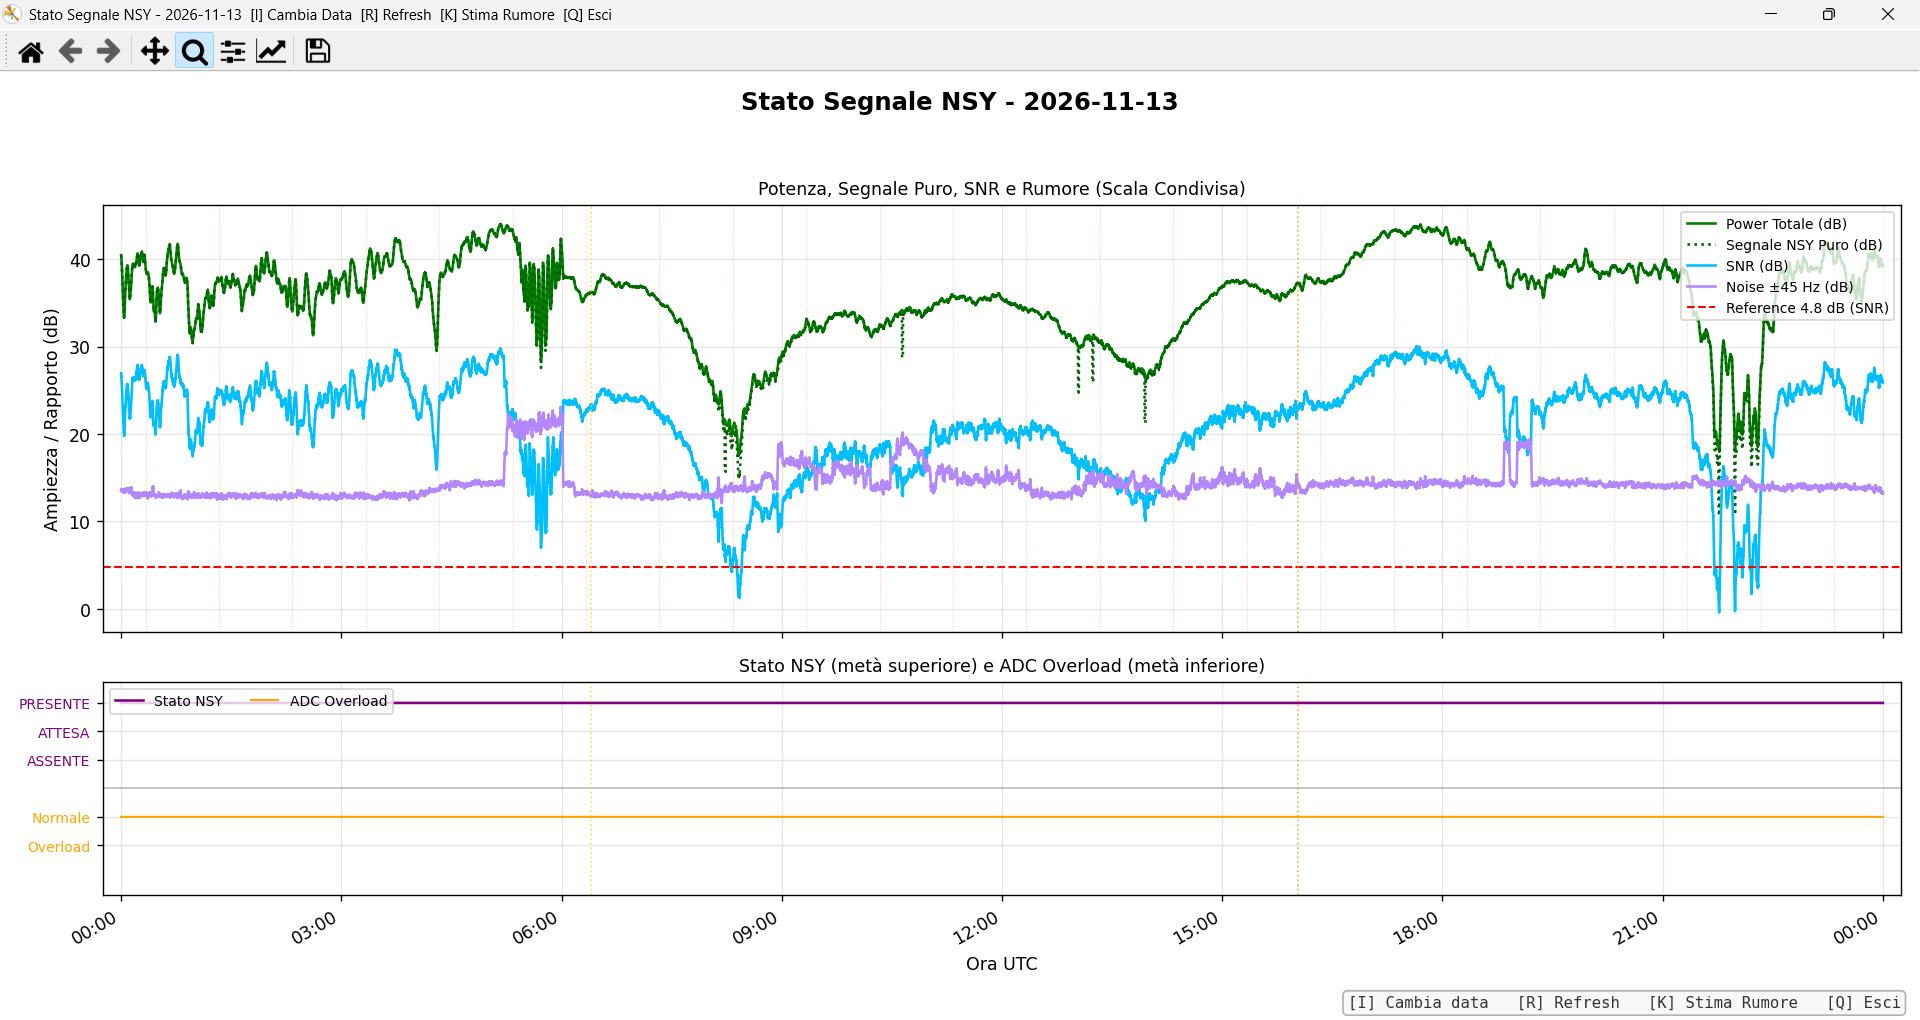 Stato Segnale NSY - 2026-11-13 [I] Cambia Data [R] Refresh [K] Stima Rumore [Q] Esci
Stato Segnale NSY - 2026-11-13
Potenza, Segnale Puro, SNR e Rumore (Scala Condivisa)
Ampiezza / Rapporto (dB)
40
30
20
10
0
Power Totale (dB)
Segnale NSY Puro (dB)
SNR (dB)
Noise ±45 Hz (dB)
Reference 4.8 dB (SNR)
Stato NSY (metà superiore) e ADC Overload (metà inferiore)
Stato NSY
ADC Overload
PRESENTE
ATTESA
ASSENTE
Normale
Overload
00:00
03:00
06:00
09:00
12:00
15:00
18:00
21:00
00:00
Ora UTC
[I] Cambia data [R] Refresh [K] Stima Rumore [Q] Esci